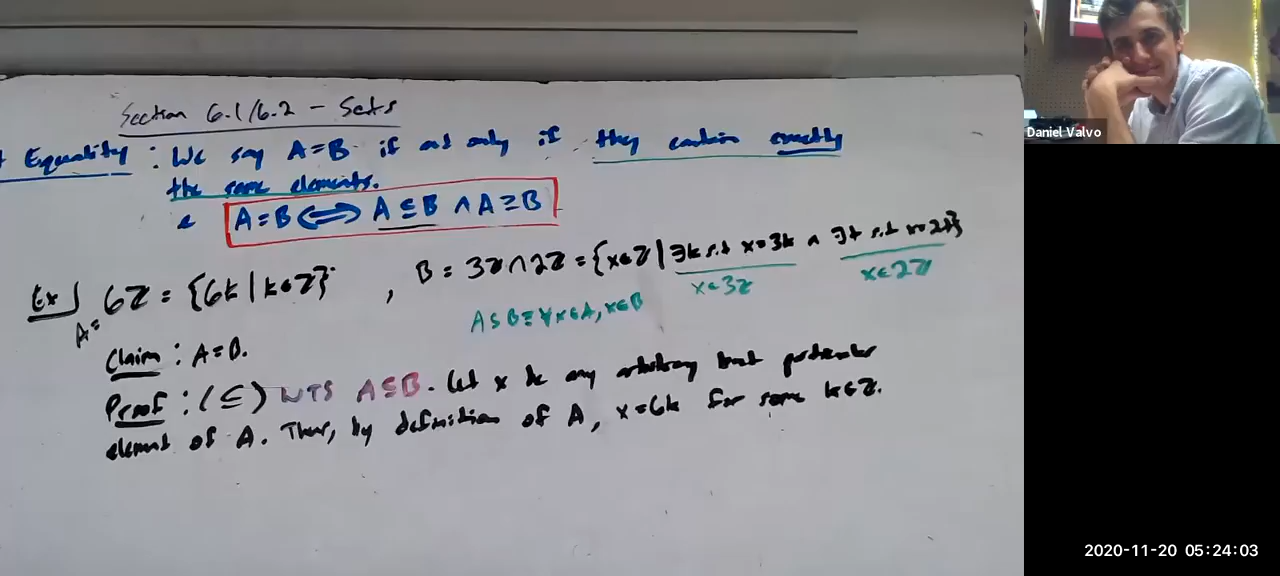 Section 6.1/6.2 - Sets
Equality : We say A=B if and only if they contain exactly
the same elements.
A=B ⟺ A⊆B ∧ A⊇B
Ex] A= 6ℤ = {6k | k∈ℤ} , B = 3ℤ∩2ℤ = {x∈ℤ | ∃k s.t x=3k ∧ ∃t s.t x=2t}
x∈3ℤ x∈2ℤ
A⊆B≡∀x∈A, x∈B
Claim : A=B.
Proof : (⊆) WTS A⊆B. Let x be any arbitrary but particular
element of A. Then, by definition of A, x=6k for some k∈ℤ.
Daniel Valvo
2020-11-20 05:24:03